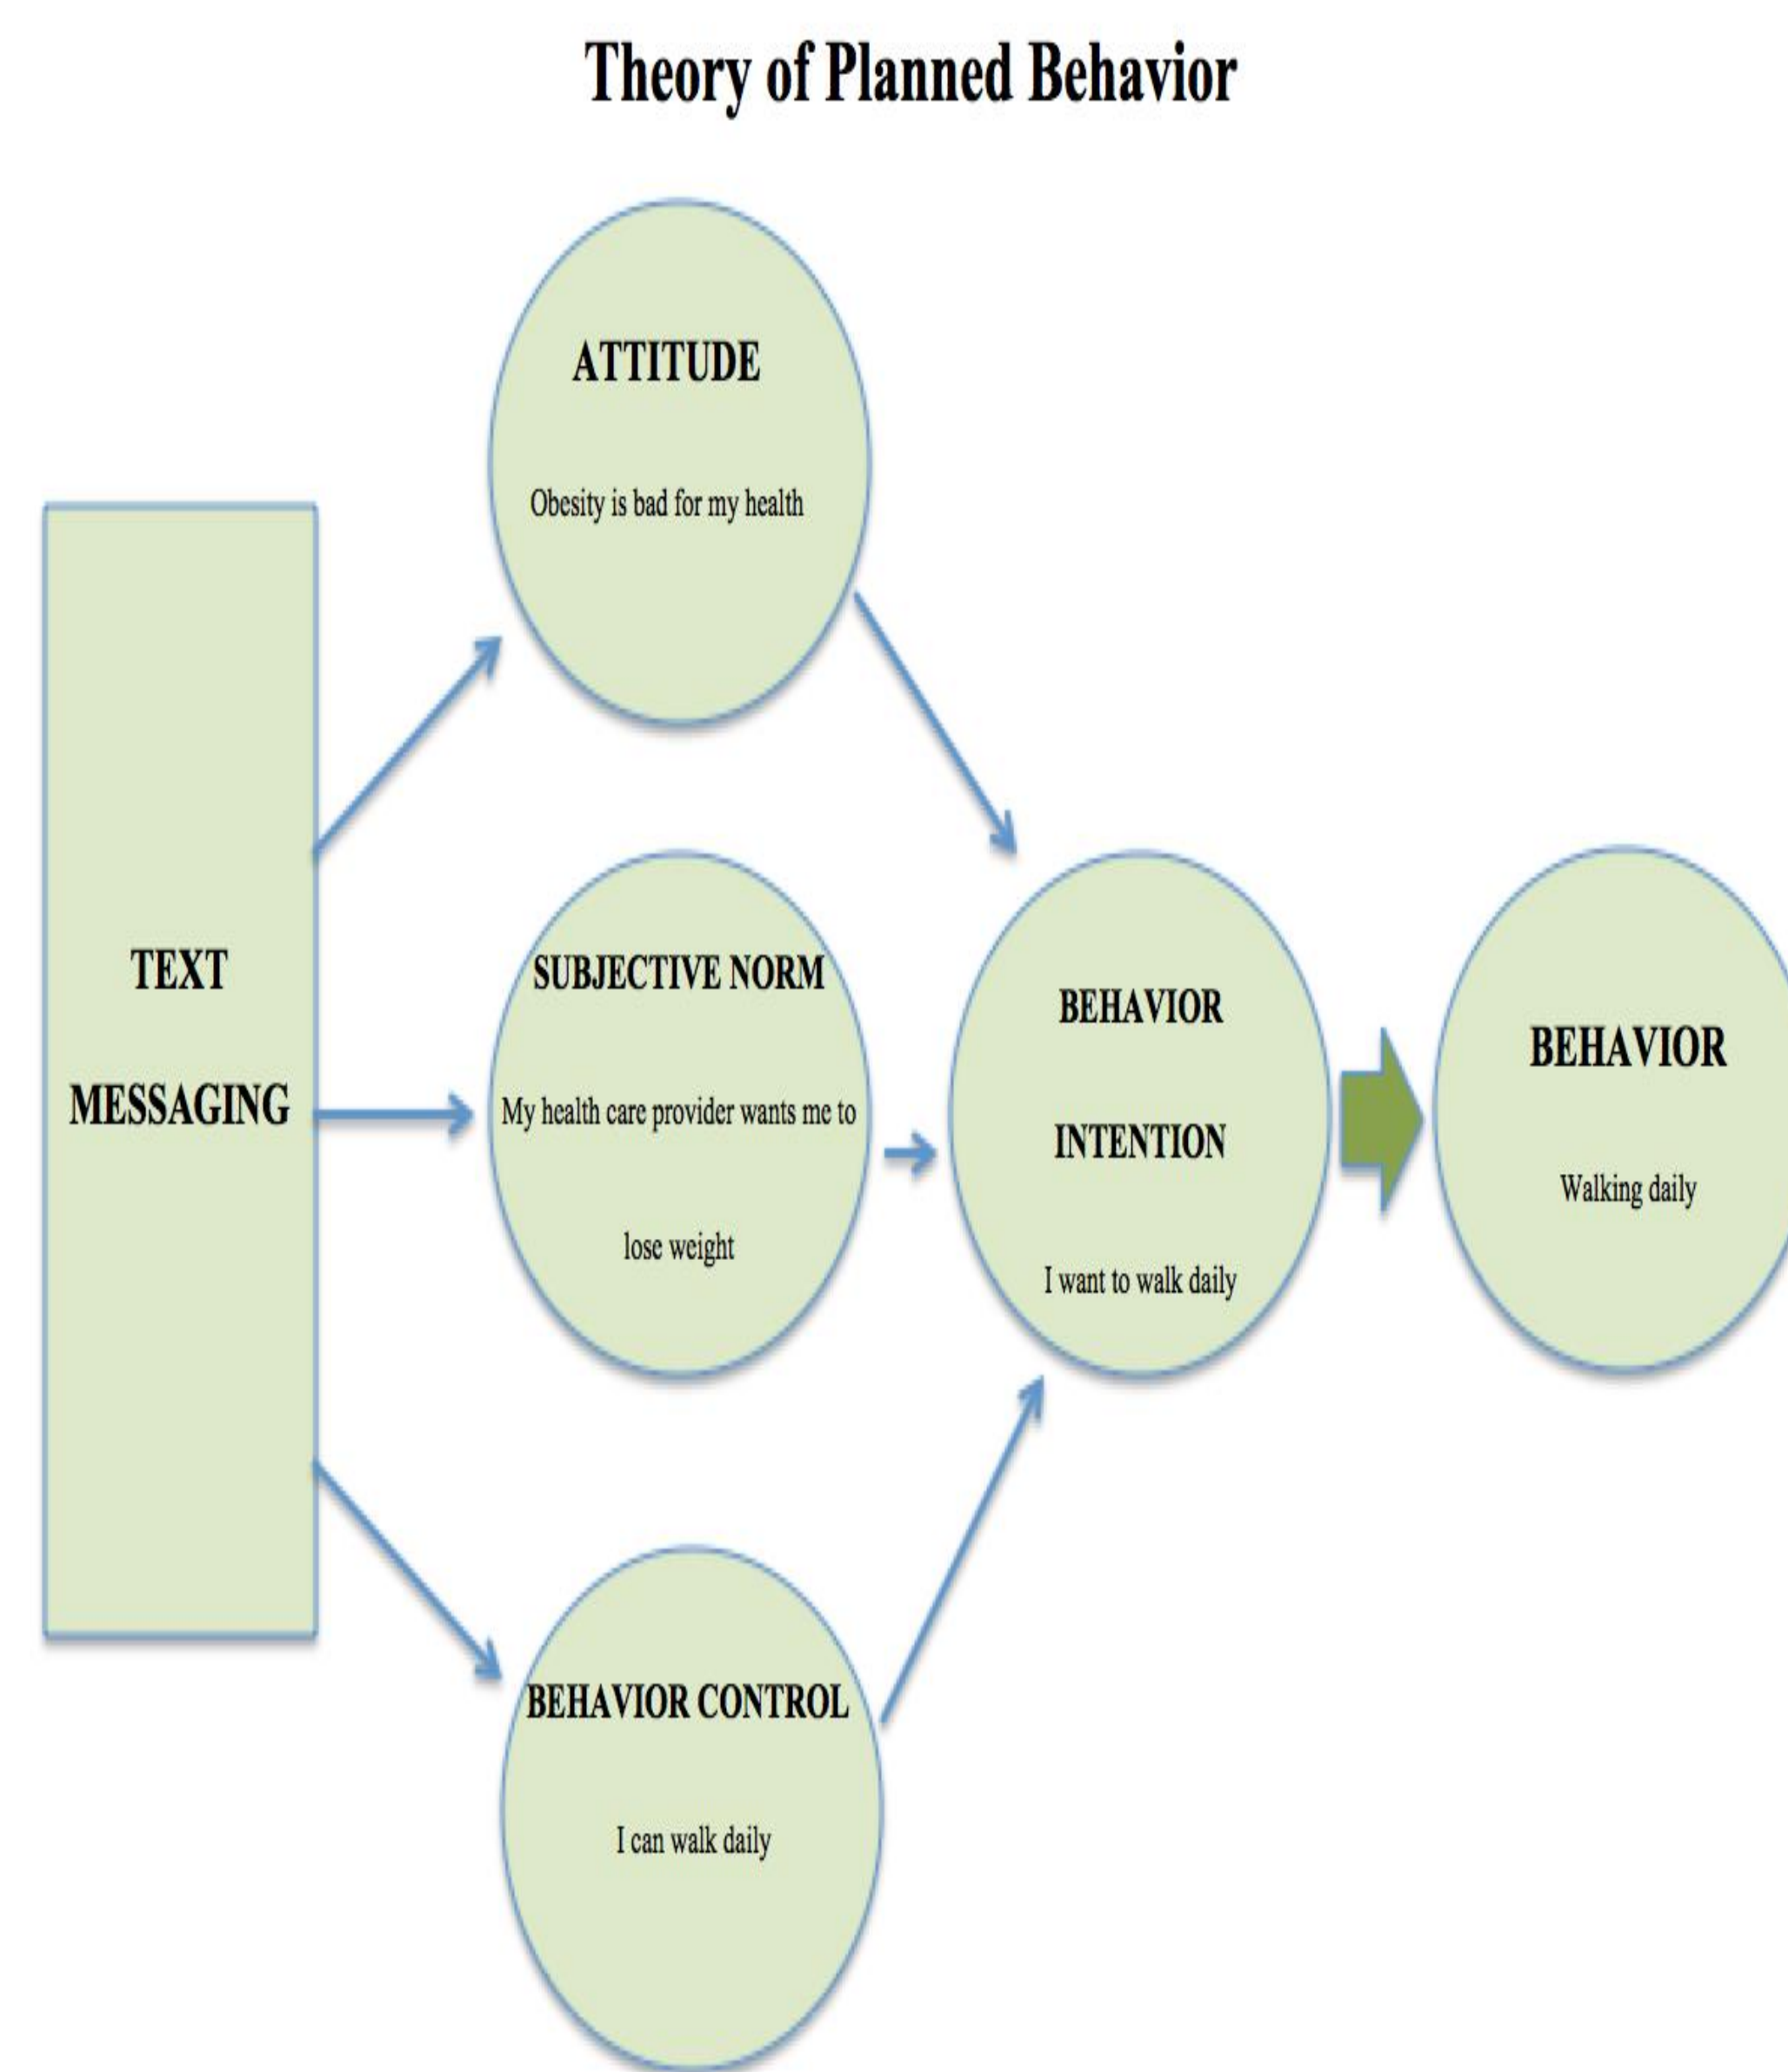 Theory of Planned Behavior
TEXT
MESSAGING
ATTITUDE
Obesity is bad for my health
SUBJECTIVE NORM
My health care provider wants me to
lose weight
BEHAVIOR CONTROL
I can walk daily
BEHAVIOR
INTENTION
I want to walk daily
BEHAVIOR
Walking daily